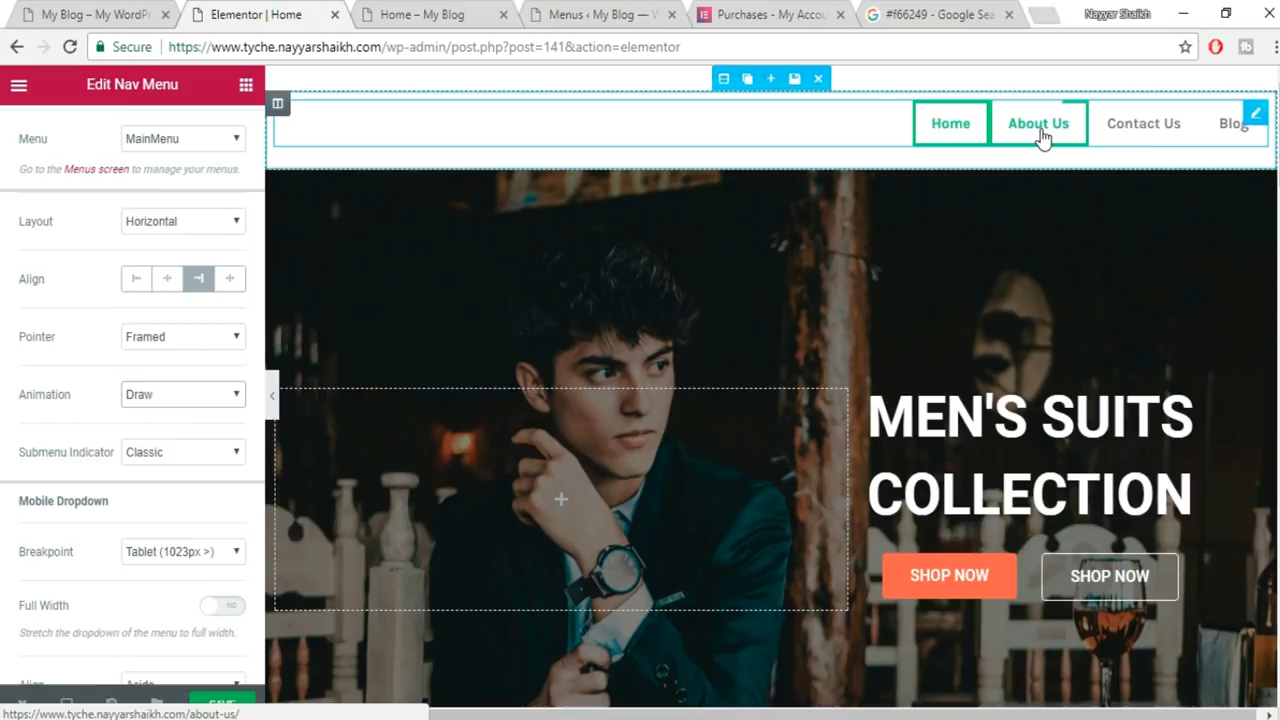 My Blog – My WordPr
Elementor | Home
Home – My Blog
Menus ‹ My Blog — W
Purchases - My Accou
#f66249 - Google Sea
Nayyar Shaikh
Secure
https://www.tyche.nayyarshaikh.com/wp-admin/post.php?post=141&action=elementor
Edit Nav Menu
Menu
MainMenu
Go to the Menus screen to manage your menus.
Layout
Horizontal
Align
Pointer
Framed
Animation
Draw
Submenu Indicator
Classic
Mobile Dropdown
Breakpoint
Tablet (1023px >)
Full Width
NO
Stretch the dropdown of the menu to full width.
Align
Aside
SAVE
https://www.tyche.nayyarshaikh.com/about-us/
Home
About Us
Contact Us
Blog
MEN'S SUITS
COLLECTION
SHOP NOW
SHOP NOW